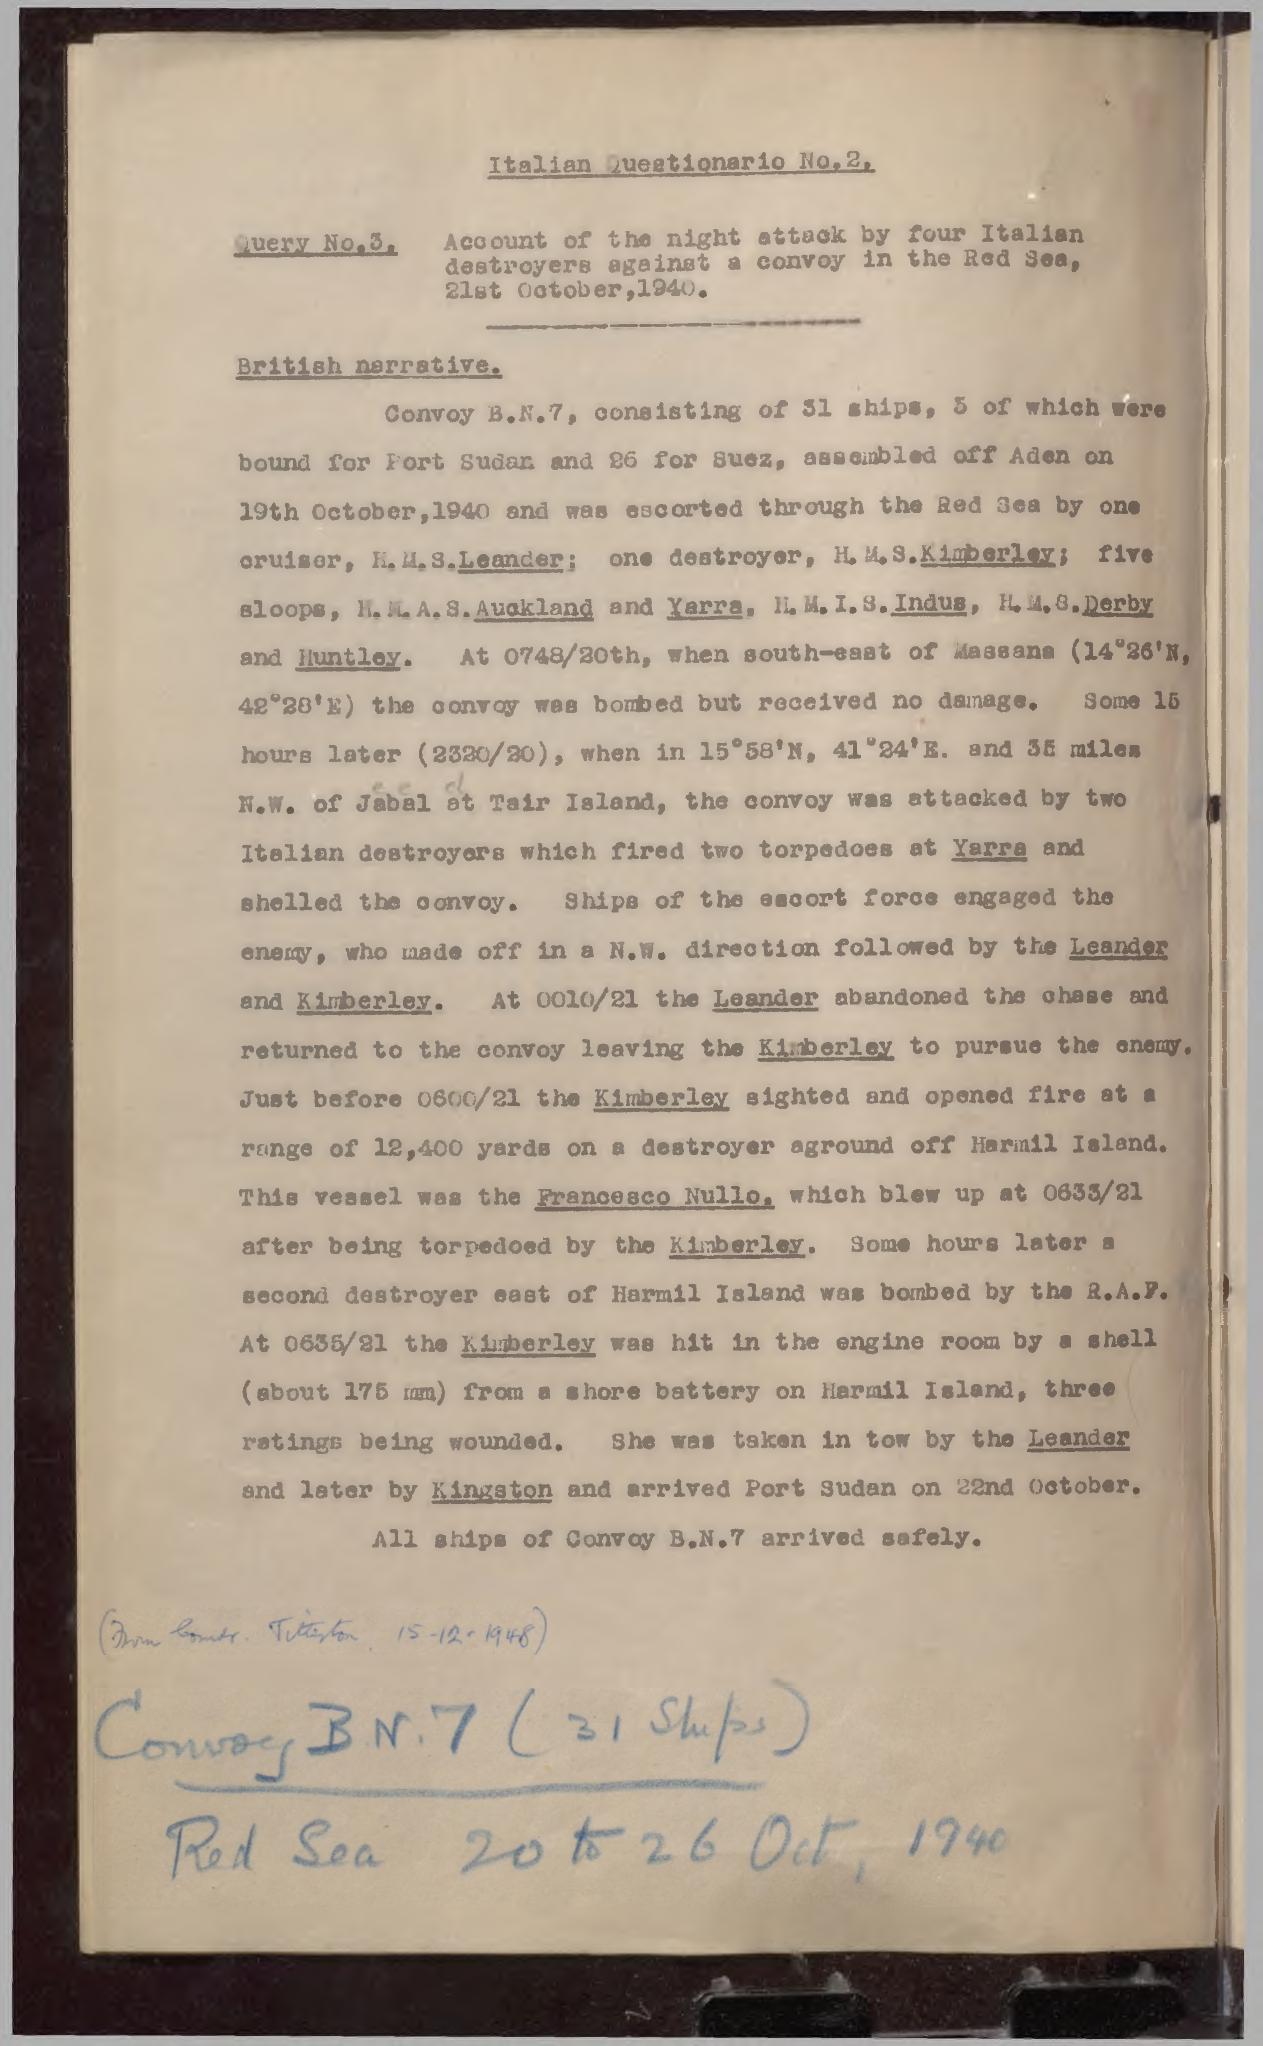 Italian Questionario No.2.
Query No.3. Account of the night attack by four Italian
destroyers against a convoy in the Red Sea,
21st October,1940.
British narrative.
Convoy B.N.7, consisting of 31 ships, 5 of which were
bound for Port Sudan and 26 for Suez, assembled off Aden on
19th October,1940 and was escorted through the Red Sea by one
cruiser, H.M.S.Leander; one destroyer, H.M.S.Kimberley; five
sloops, H.M.A.S.Auckland and Yarra, H.M.I.S.Indus, H.M.S.Derby
and Huntley. At 0748/20th, when south-east of Massana (14°26'N,
42°28'E) the convoy was bombed but received no damage. Some 15
hours later (2320/20), when in 15°58'N, 41°24'E. and 35 miles
N.W. of Jabal at Tair Island, the convoy was attacked by two
Italian destroyers which fired two torpedoes at Yarra and
shelled the convoy. Ships of the escort force engaged the
enemy, who made off in a N.W. direction followed by the Leander
and Kimberley. At 0010/21 the Leander abandoned the chase and
returned to the convoy leaving the Kimberley to pursue the enemy.
Just before 0600/21 the Kimberley sighted and opened fire at a
range of 12,400 yards on a destroyer aground off Harmil Island.
This vessel was the Francesco Nullo, which blew up at 0633/21
after being torpedoed by the Kimberley. Some hours later a
second destroyer east of Harmil Island was bombed by the R.A.F.
At 0635/21 the Kimberley was hit in the engine room by a shell
(about 175 mm) from a shore battery on Harmil Island, three
ratings being wounded. She was taken in tow by the Leander
and later by Kingston and arrived Port Sudan on 22nd October.
All ships of Convoy B.N.7 arrived safely.
(From Comdr. 15-12-1948)
Convoy B.N.7 (31 Ships)
Red Sea 20 to 26 Oct, 1940